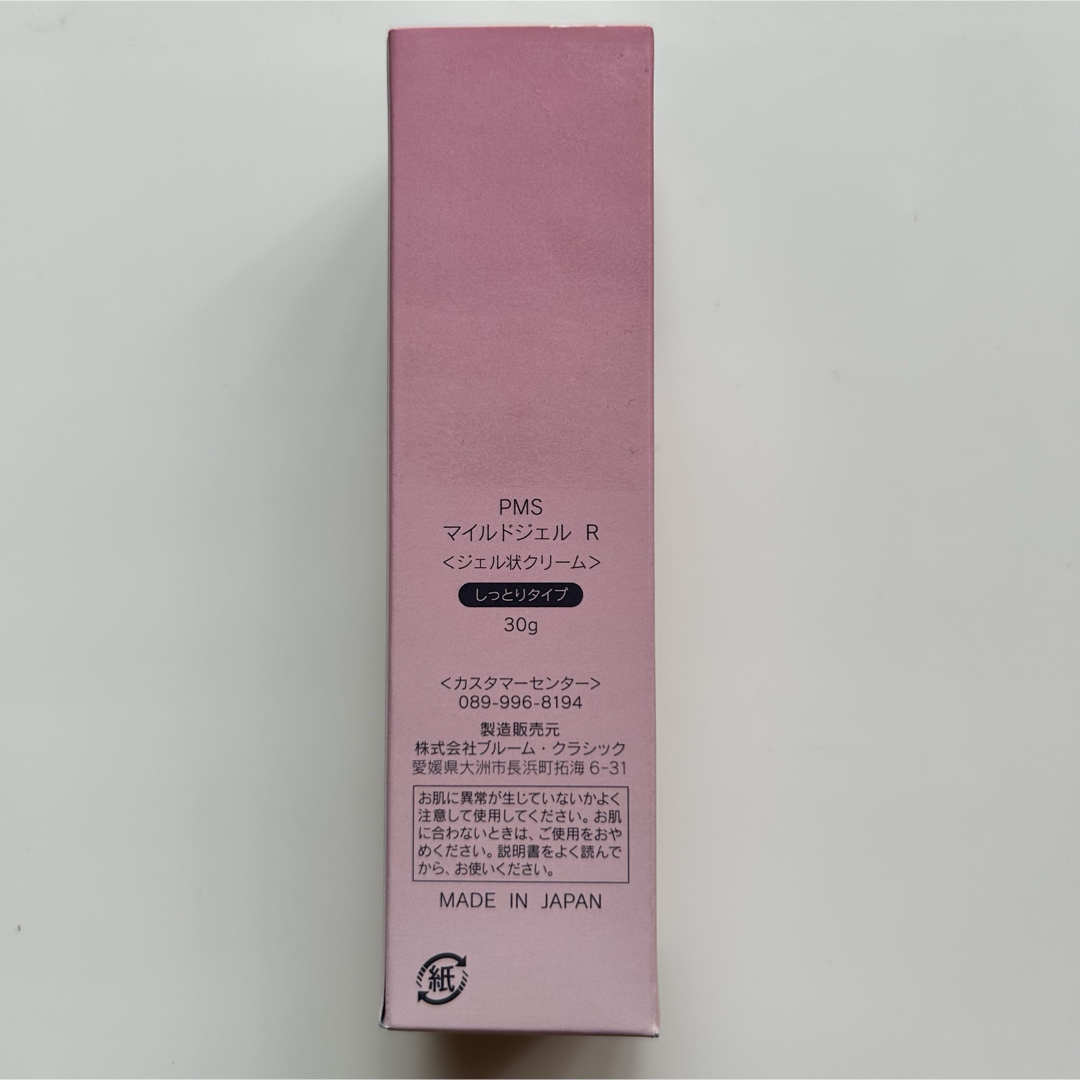 PMS
マイルドジェル R
<ジェル状クリーム>
しっとりタイプ
30g
<カスタマーセンター>
089-996-8194
製造販売元
株式会社ブルーム・クラシック
愛媛県大洲市長浜町拓海 6-31
お肌に異常が生じていないかよく
注意して使用してください。お肌
に合わないときは、ご使用をおや
めください。説明書をよく読んで
から、お使いください。
MADE IN JAPAN
紙